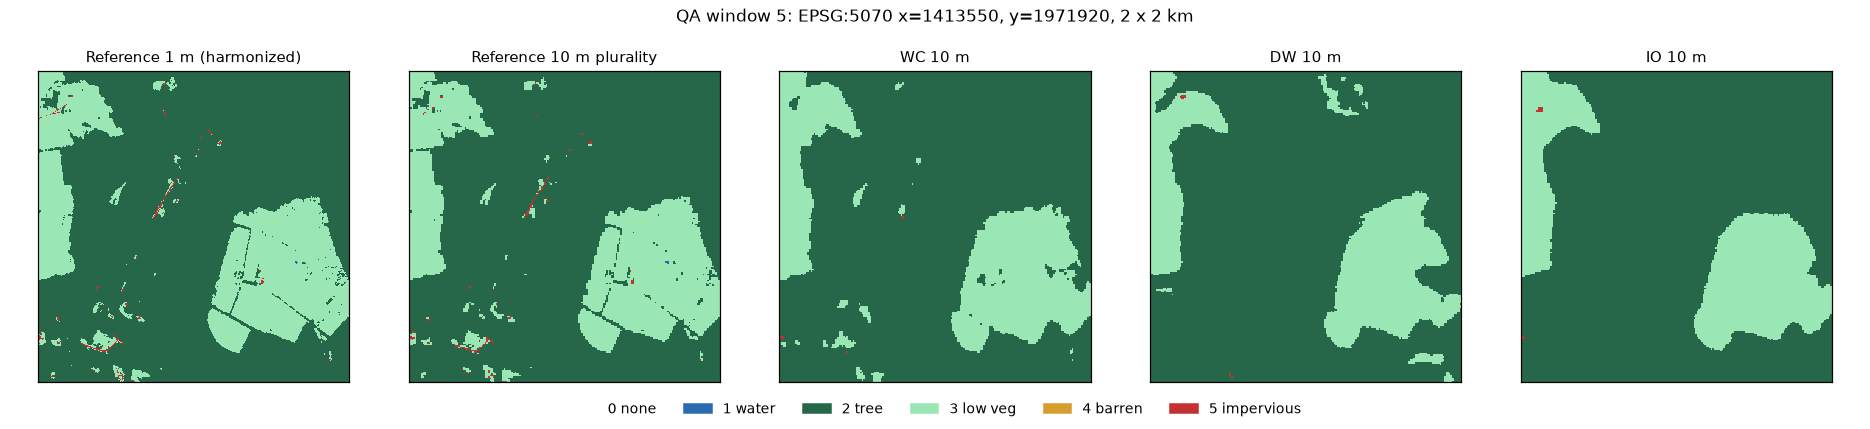 QA window 5: EPSG:5070 x=1413550, y=1971920, 2 x 2 km
Reference 1 m (harmonized)
Reference 10 m plurality
WC 10 m
DW 10 m
IO 10 m
0 none 1 water 2 tree 3 low veg 4 barren 5 impervious